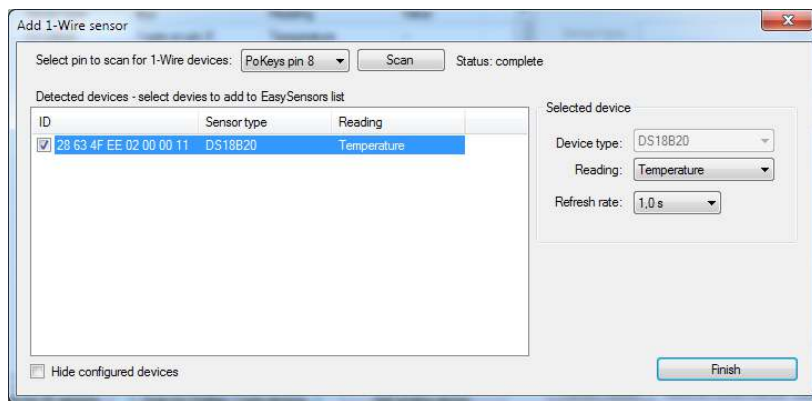 Add 1-Wire sensor
Select pin to scan for 1-Wire devices: PoKeys pin 8 Scan Status: complete
Detected devices - select devies to add to EasySensors list
ID Sensor type Reading
28 63 4F EE 02 00 00 11 DS18B20 Temperature
Selected device
Device type: DS18B20
Reading: Temperature
Refresh rate: 1,0 s
Hide configured devices
Finish